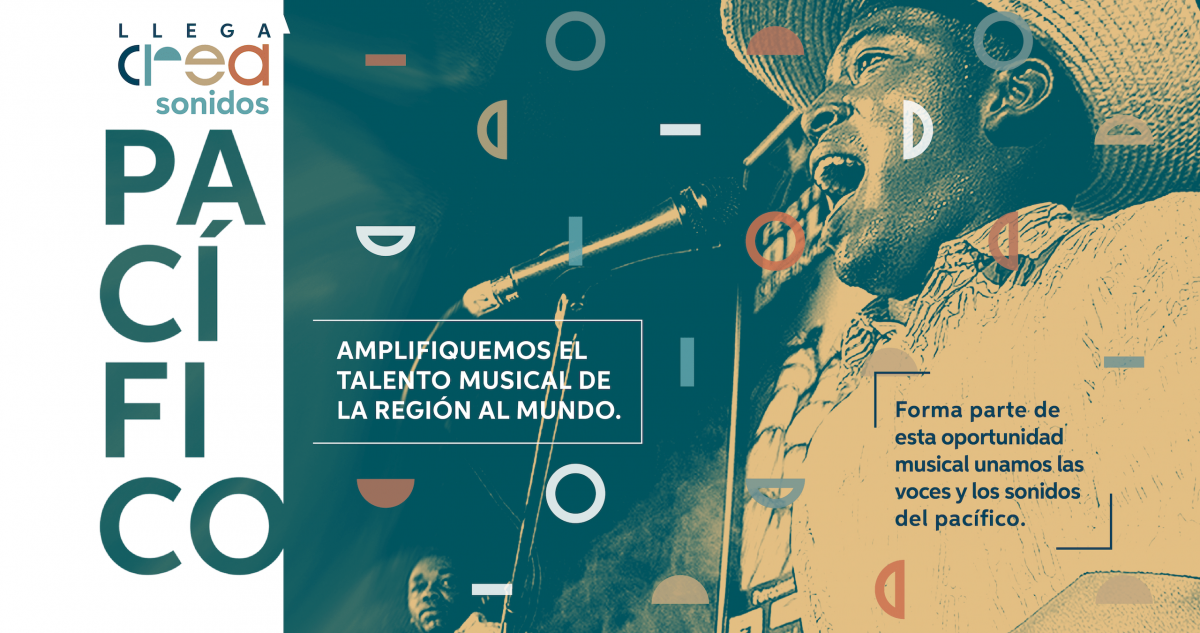 LLEGA
crea
sonidos
PA
CÍ
FI
CO
AMPLIFIQUEMOS EL
TALENTO MUSICAL DE
LA REGIÓN AL MUNDO.
Forma parte de
esta oportunidad
musical unamos las
voces y los sonidos
del pacífico.